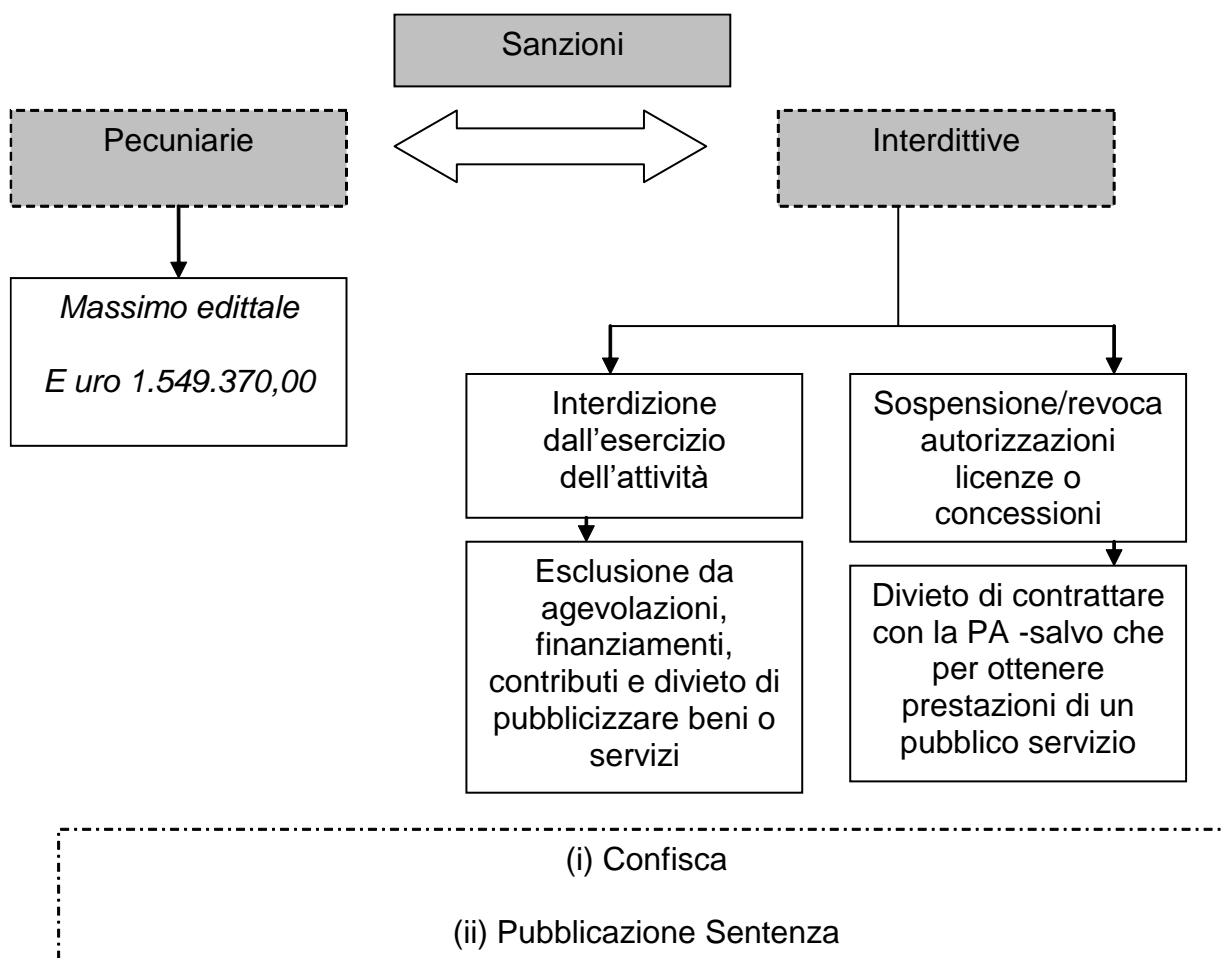 Sanzioni
Pecuniarie
Interdittive
Massimo edittale
E uro 1.549.370,00
Interdizione
dall’esercizio
dell’attività
Sospensione/revoca
autorizzazioni
licenze o
concessioni
Esclusione da
agevolazioni,
finanziamenti,
contributi e divieto di
pubblicizzare beni o
servizi
Divieto di contrattare
con la PA -salvo che
per ottenere
prestazioni di un
pubblico servizio
(i) Confisca
(ii) Pubblicazione Sentenza